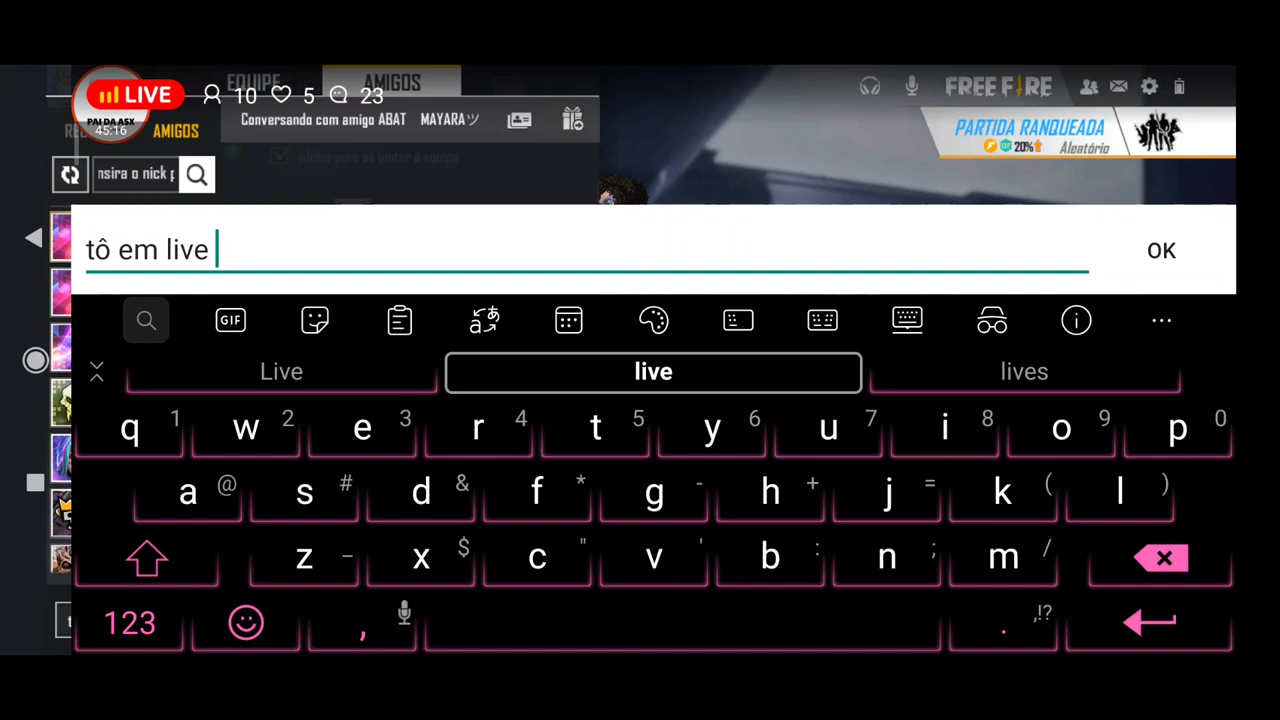 EQUIPE AMIGOS
LIVE 10 5 23
FREE FIRE
PAI DA ASX
45:16
AMIGOS
Conversando com amigo ABAT MAYARAツ
PARTIDA RANQUEADA
20% Aleatório
nsira o nick p
tô em live
OK
GIF
Live live lives
q 1 w 2 e 3 r 4 t 5 y 6 u 7 i 8 o 9 p 0
a @ s # d & f * g - h + j = k ( l )
z _ x $ c " v ' b : n ; m /
123 , . ,!?